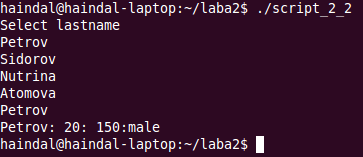 haindal@haindal-laptop:~/laba2$ ./script_2_2
Select lastname
Petrov
Sidorov
Nutrina
Atomova
Petrov
Petrov: 20: 150:male
haindal@haindal-laptop:~/laba2$